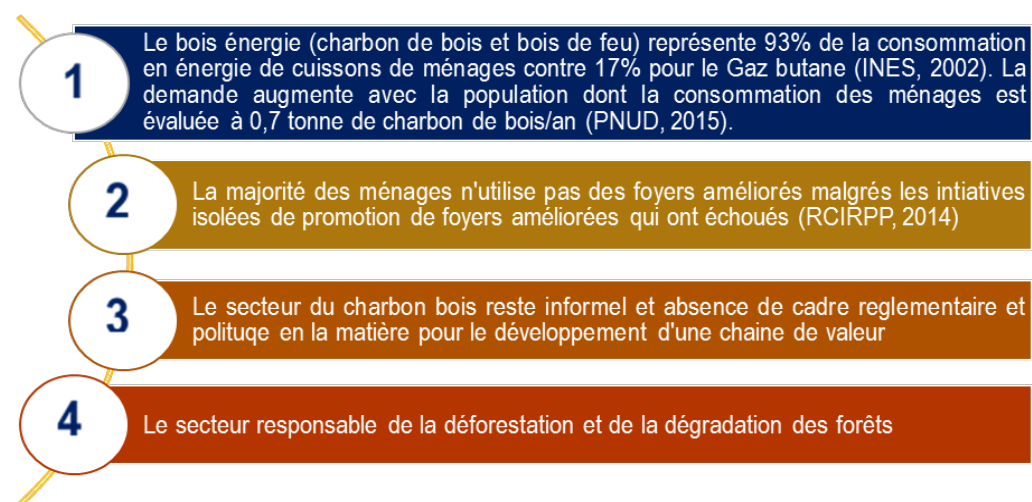 1
Le bois énergie (charbon de bois et bois de feu) représente 93% de la consommation
en énergie de cuissons de ménages contre 17% pour le Gaz butane (INES, 2002). La
demande augmente avec la population dont la consommation des ménages est
évaluée à 0,7 tonne de charbon de bois/an (PNUD, 2015).
2
La majorité des ménages n'utilise pas des foyers améliorés malgrés les intiatives
isolées de promotion de foyers améliorées qui ont échoués (RCIRPP, 2014)
3
Le secteur du charbon bois reste informel et absence de cadre reglementaire et
polituqe en la matière pour le développement d'une chaine de valeur
4
Le secteur responsable de la déforestation et de la dégradation des forêts